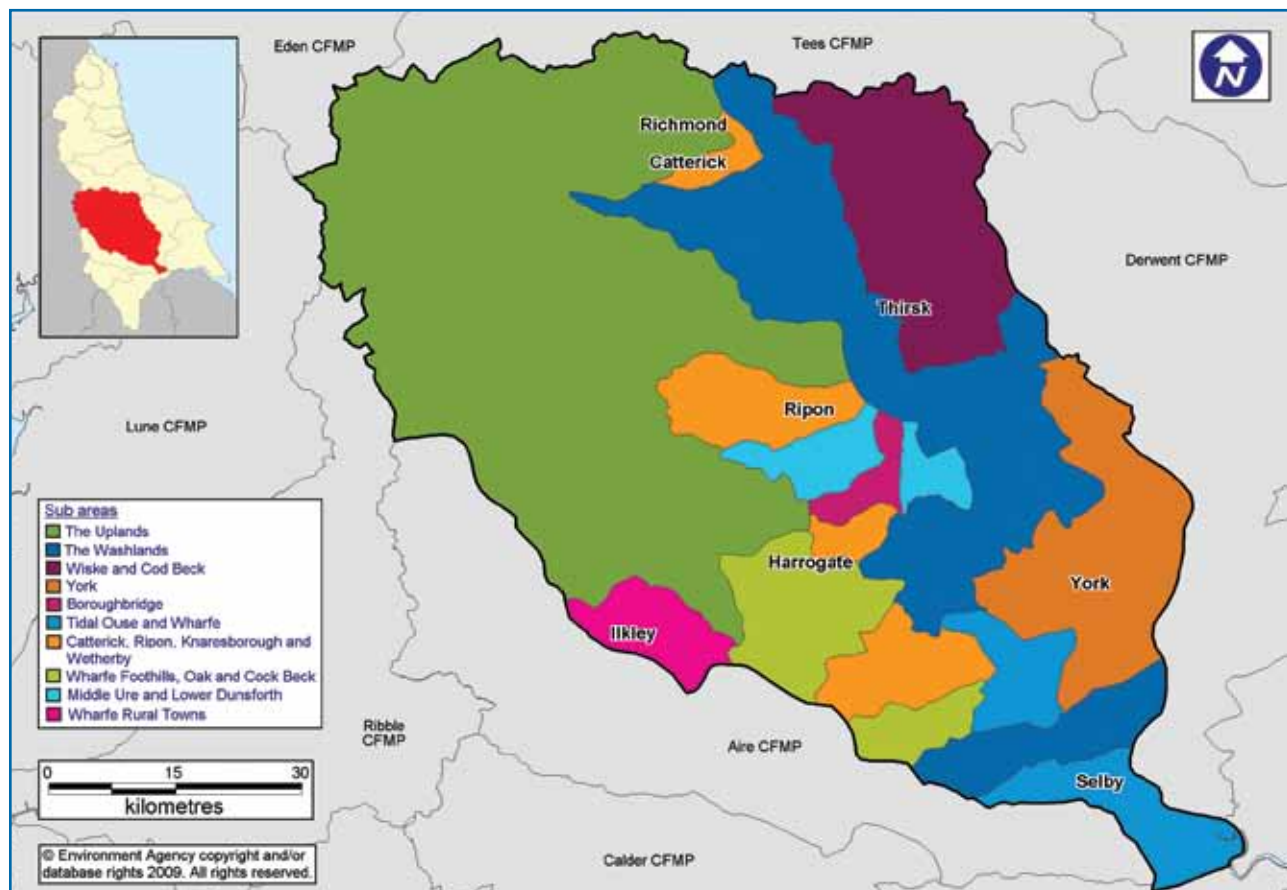 Eden CFMP
Tees CFMP
N
Richmond
Catterick
Derwent CFMP
Thirsk
Lune CFMP
Ripon
Harrogate
York
Ilkley
Sub areas
The Uplands
The Washlands
Wiske and Cod Beck
York
Boroughbridge
Tidal Ouse and Wharfe
Catterick, Ripon, Knaresborough and
Wetherby
Wharfe Foothills, Oak and Cock Beck
Middle Ure and Lower Dunsforth
Wharfe Rural Towns
Ribble
CFMP
Aire CFMP
Selby
0 15 30
kilometres
Calder CFMP
© Environment Agency copyright and/or
database rights 2009. All rights reserved.